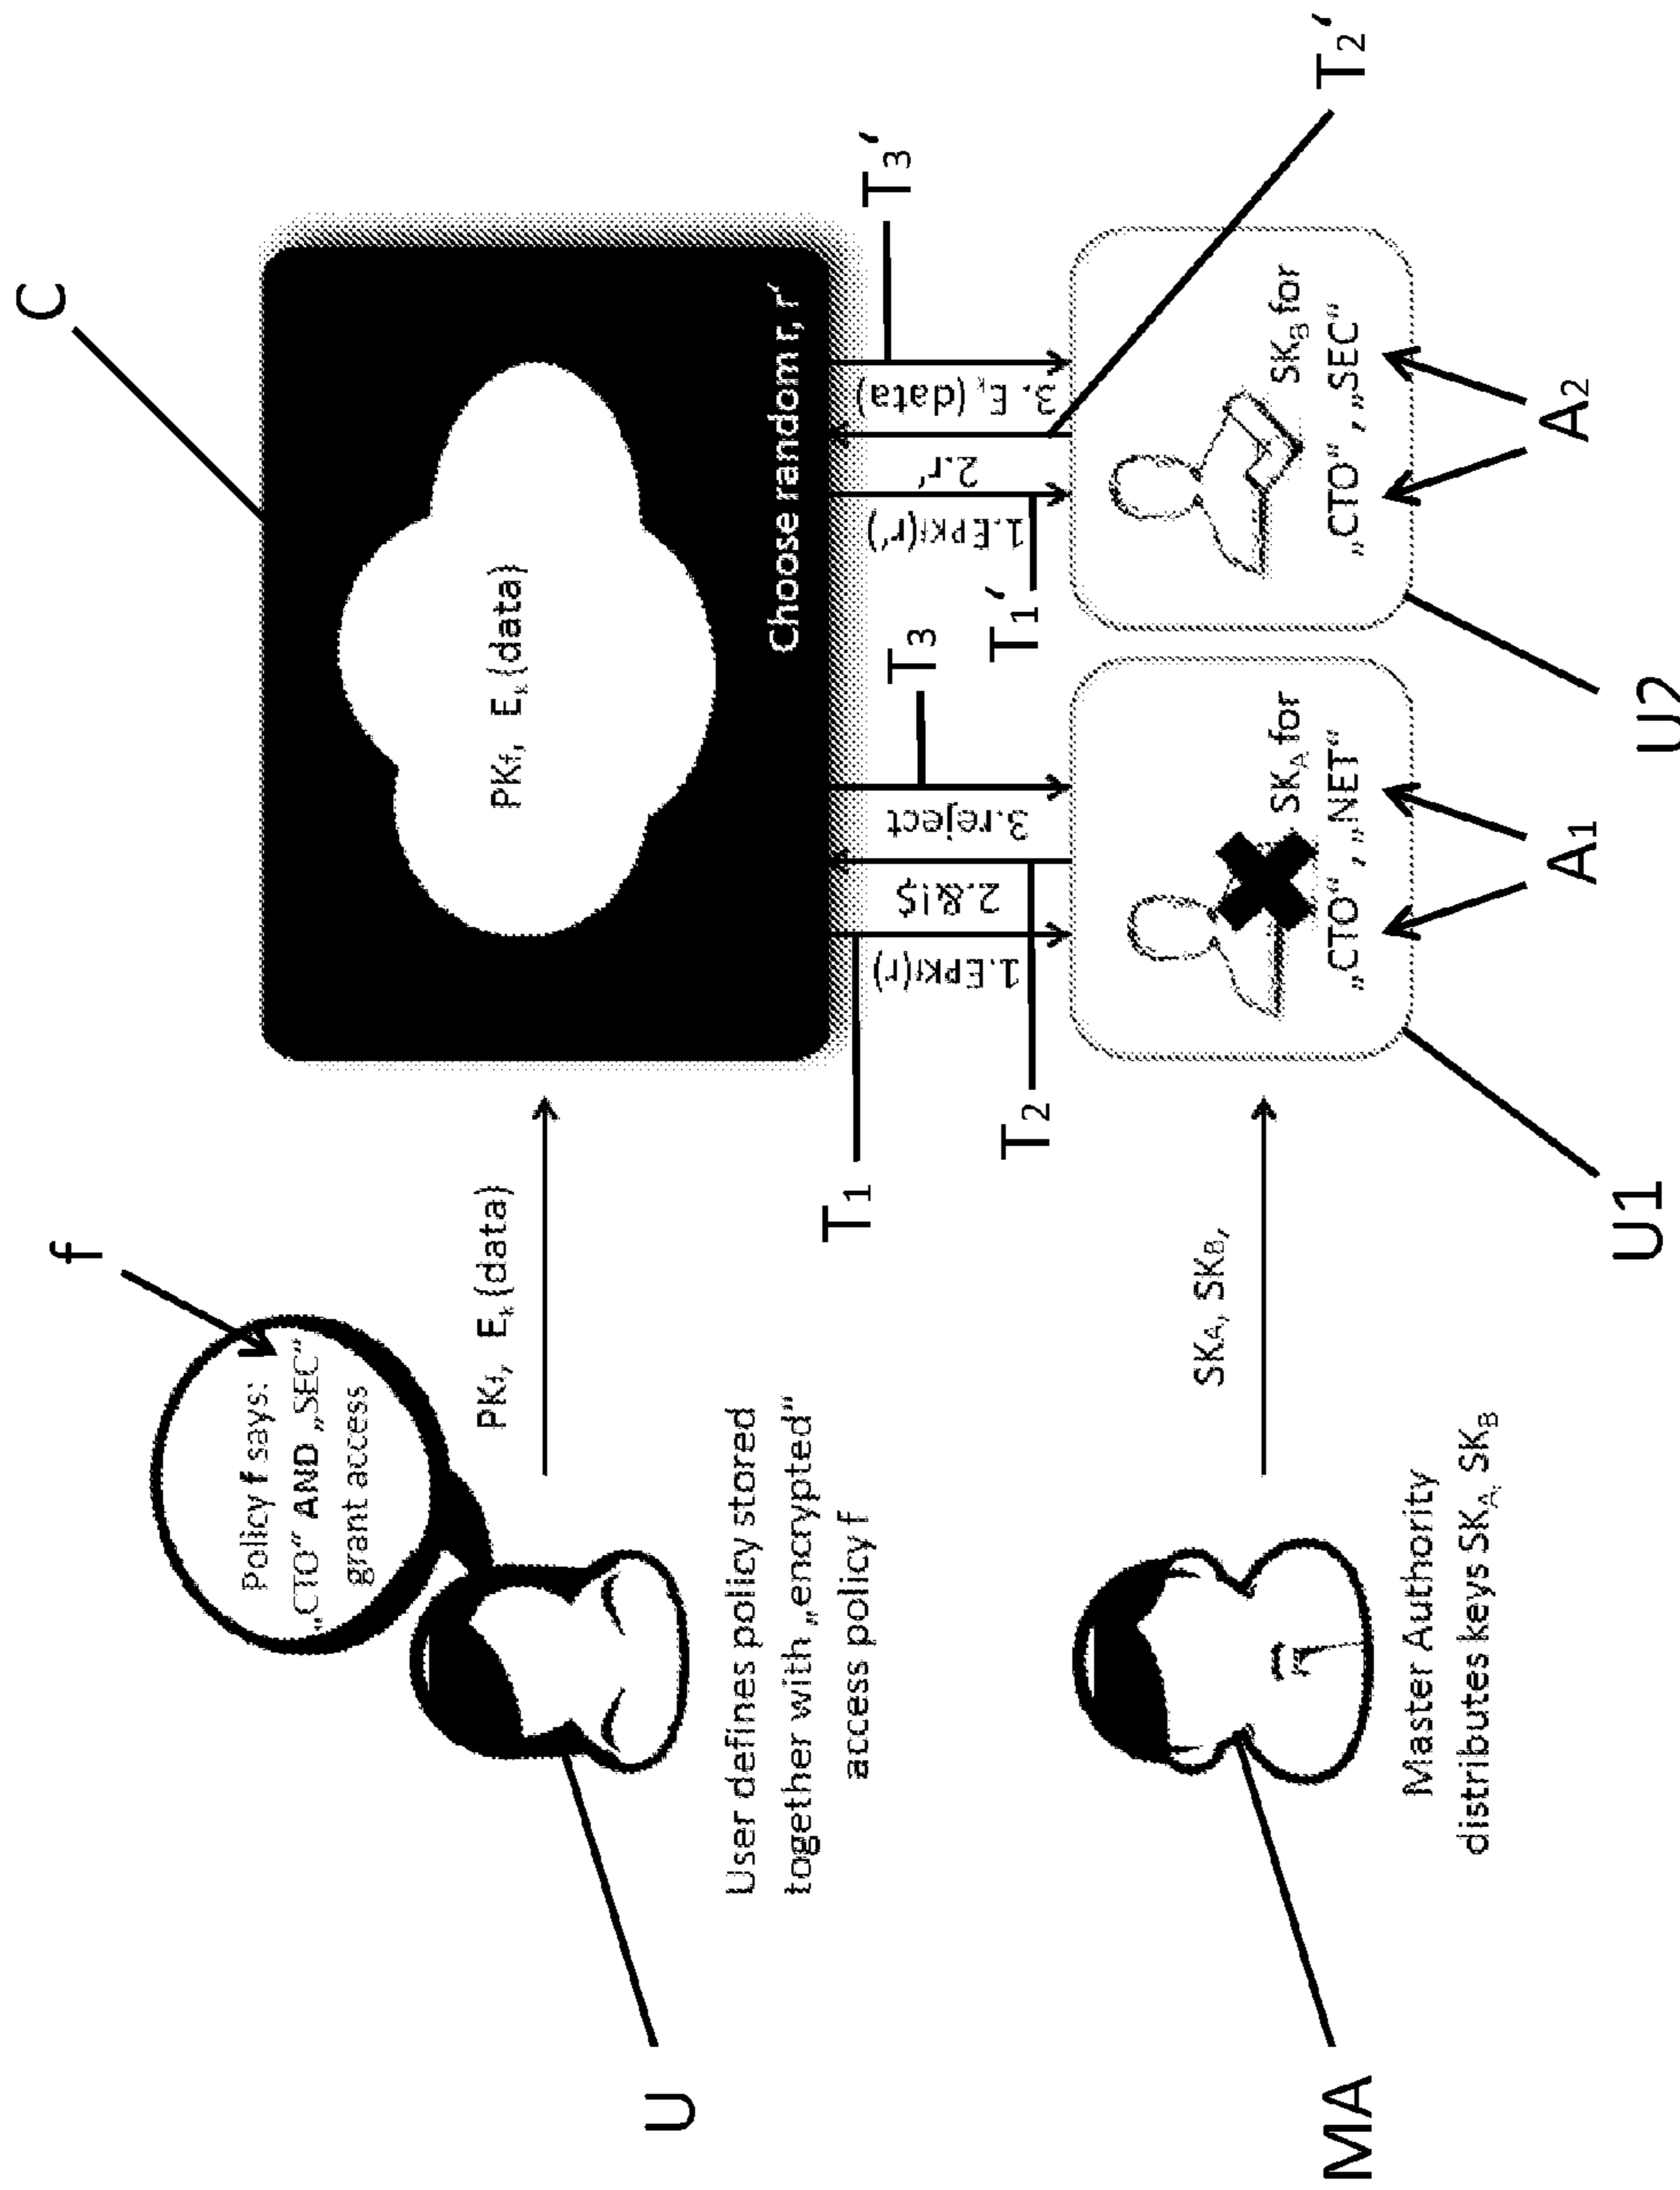 f
C
Policy f says:
„CTO“ AND „SEC“
grant access
PKf, Ek(data)
PKf, Ek(data)
Choose random r, r‘
U
User defines policy stored
together with „encrypted“
access policy f
T1
T2
T3
T1‘
T3‘
T2‘
1.EPKf(r)
2.&!$
3.reject
1.EPKf(r')
2.r'
3. Ek(data)
MA
Master Authority
distributes keys SKA, SKB
SKA, SKB,
SKA for
„CTO“, „NET“
SKB for
„CTO“, „SEC“
A1
A2
U1
U2